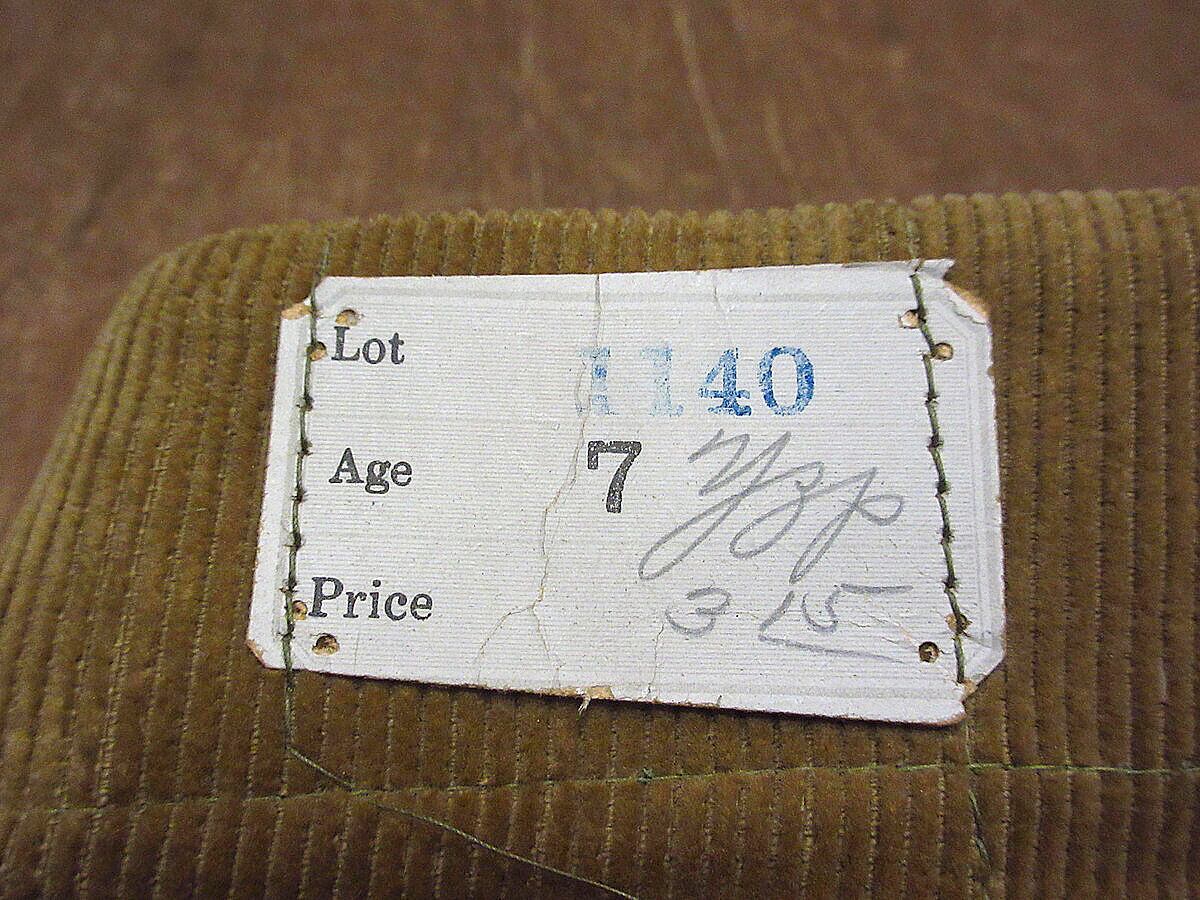 Lot 1140
Age 7
Price 3 15